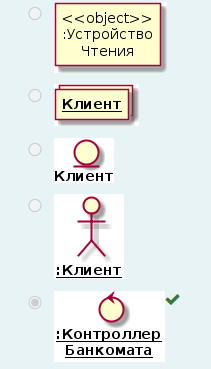 <<object>>
:Устройство
Чтения
Клиент
Клиент
:Клиент
:Контроллер
Банкомата